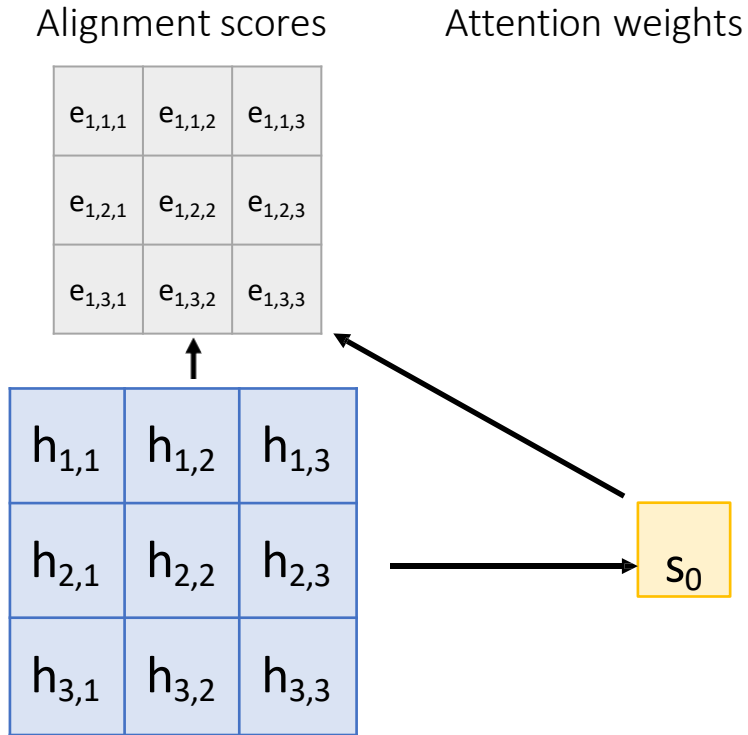 Alignment scores Attention weights
e1,1,1 e1,1,2 e1,1,3
e1,2,1 e1,2,2 e1,2,3
e1,3,1 e1,3,2 e1,3,3
h1,1 h1,2 h1,3
h2,1 h2,2 h2,3
s0
h3,1 h3,2 h3,3